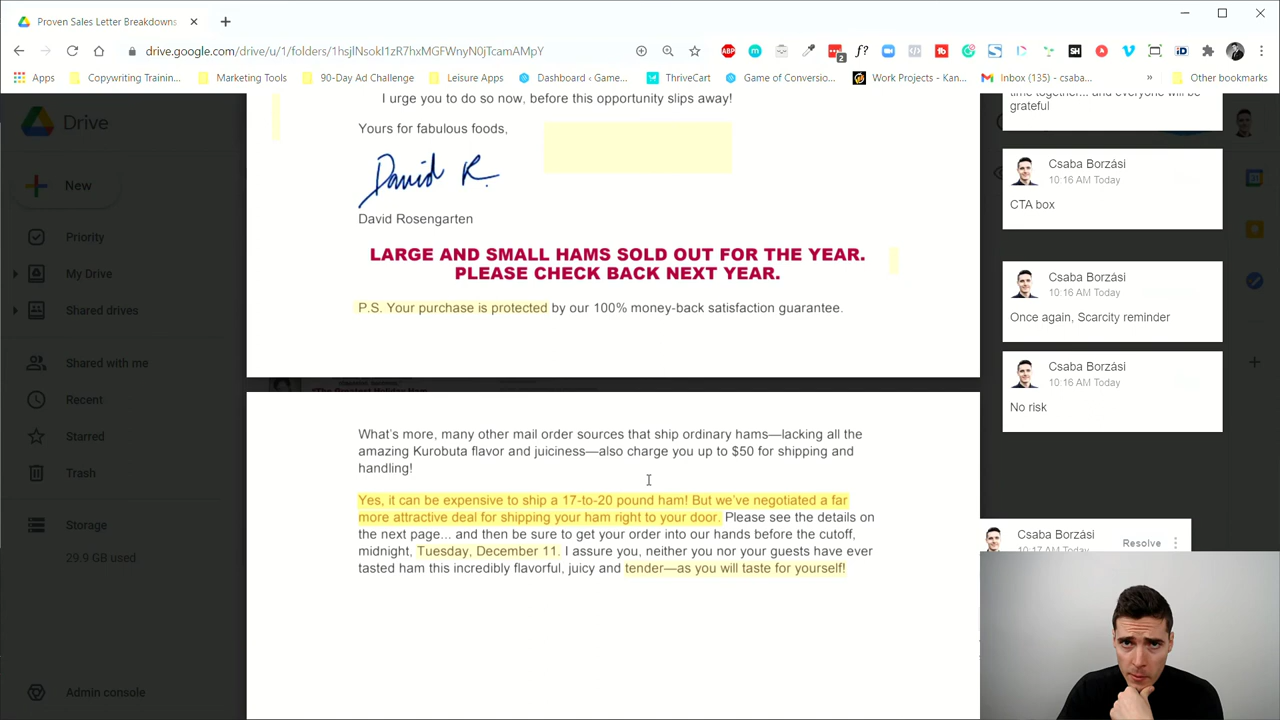 Proven Sales Letter Breakdowns
drive.google.com/drive/u/1/folders/1hsjlNsokI1zR7hxMGFWnyN0jTcamAMpY
ABP
m
2
f?
SH
iD
Apps
Copywriting Trainin...
Marketing Tools
90-Day Ad Challenge
Leisure Apps
Dashboard ‹ Game...
ThriveCart
Game of Conversio...
Work Projects - Kan...
Inbox (135) - csaba...
»
Other bookmarks
Drive
New
Priority
My Drive
Shared drives
Shared with me
Recent
Starred
Trash
Storage
29.9 GB used
Admin console
I urge you to do so now, before this opportunity slips away!
Yours for fabulous foods,
David R.
David Rosengarten
LARGE AND SMALL HAMS SOLD OUT FOR THE YEAR.
PLEASE CHECK BACK NEXT YEAR.
P.S. Your purchase is protected by our 100% money-back satisfaction guarantee.
What's more, many other mail order sources that ship ordinary hams—lacking all the
amazing Kurobuta flavor and juiciness—also charge you up to $50 for shipping and
handling!
Yes, it can be expensive to ship a 17-to-20 pound ham! But we've negotiated a far
more attractive deal for shipping your ham right to your door. Please see the details on
the next page... and then be sure to get your order into our hands before the cutoff,
midnight, Tuesday, December 11. I assure you, neither you nor your guests have ever
tasted ham this incredibly flavorful, juicy and tender—as you will taste for yourself!
time together... and everyone will be
grateful
Csaba Borzási
10:16 AM Today
CTA box
Csaba Borzási
10:16 AM Today
Once again, Scarcity reminder
Csaba Borzási
10:16 AM Today
No risk
Csaba Borzási
10:17 AM Today
Resolve